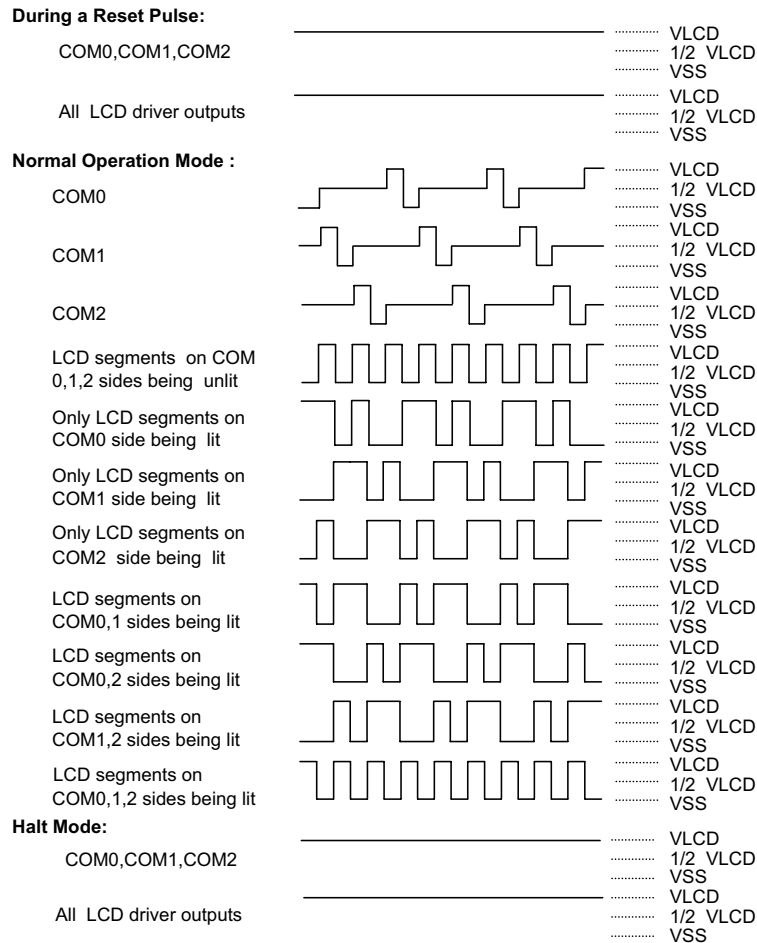 During a Reset Pulse:
COM0,COM1,COM2
VLCD
1/2 VLCD
VSS
All LCD driver outputs
VLCD
1/2 VLCD
VSS
Normal Operation Mode :
COM0
VLCD
1/2 VLCD
VSS
COM1
VLCD
1/2 VLCD
VSS
COM2
VLCD
1/2 VLCD
VSS
LCD segments on COM
0,1,2 sides being unlit
VLCD
1/2 VLCD
VSS
Only LCD segments on
COM0 side being lit
VLCD
1/2 VLCD
VSS
Only LCD segments on
COM1 side being lit
VLCD
1/2 VLCD
VSS
Only LCD segments on
COM2 side being lit
VLCD
1/2 VLCD
VSS
LCD segments on
COM0,1 sides being lit
VLCD
1/2 VLCD
VSS
LCD segments on
COM0,2 sides being lit
VLCD
1/2 VLCD
VSS
LCD segments on
COM1,2 sides being lit
VLCD
1/2 VLCD
VSS
LCD segments on
COM0,1,2 sides being lit
VLCD
1/2 VLCD
VSS
Halt Mode:
COM0,COM1,COM2
VLCD
1/2 VLCD
VSS
All LCD driver outputs
VLCD
1/2 VLCD
VSS